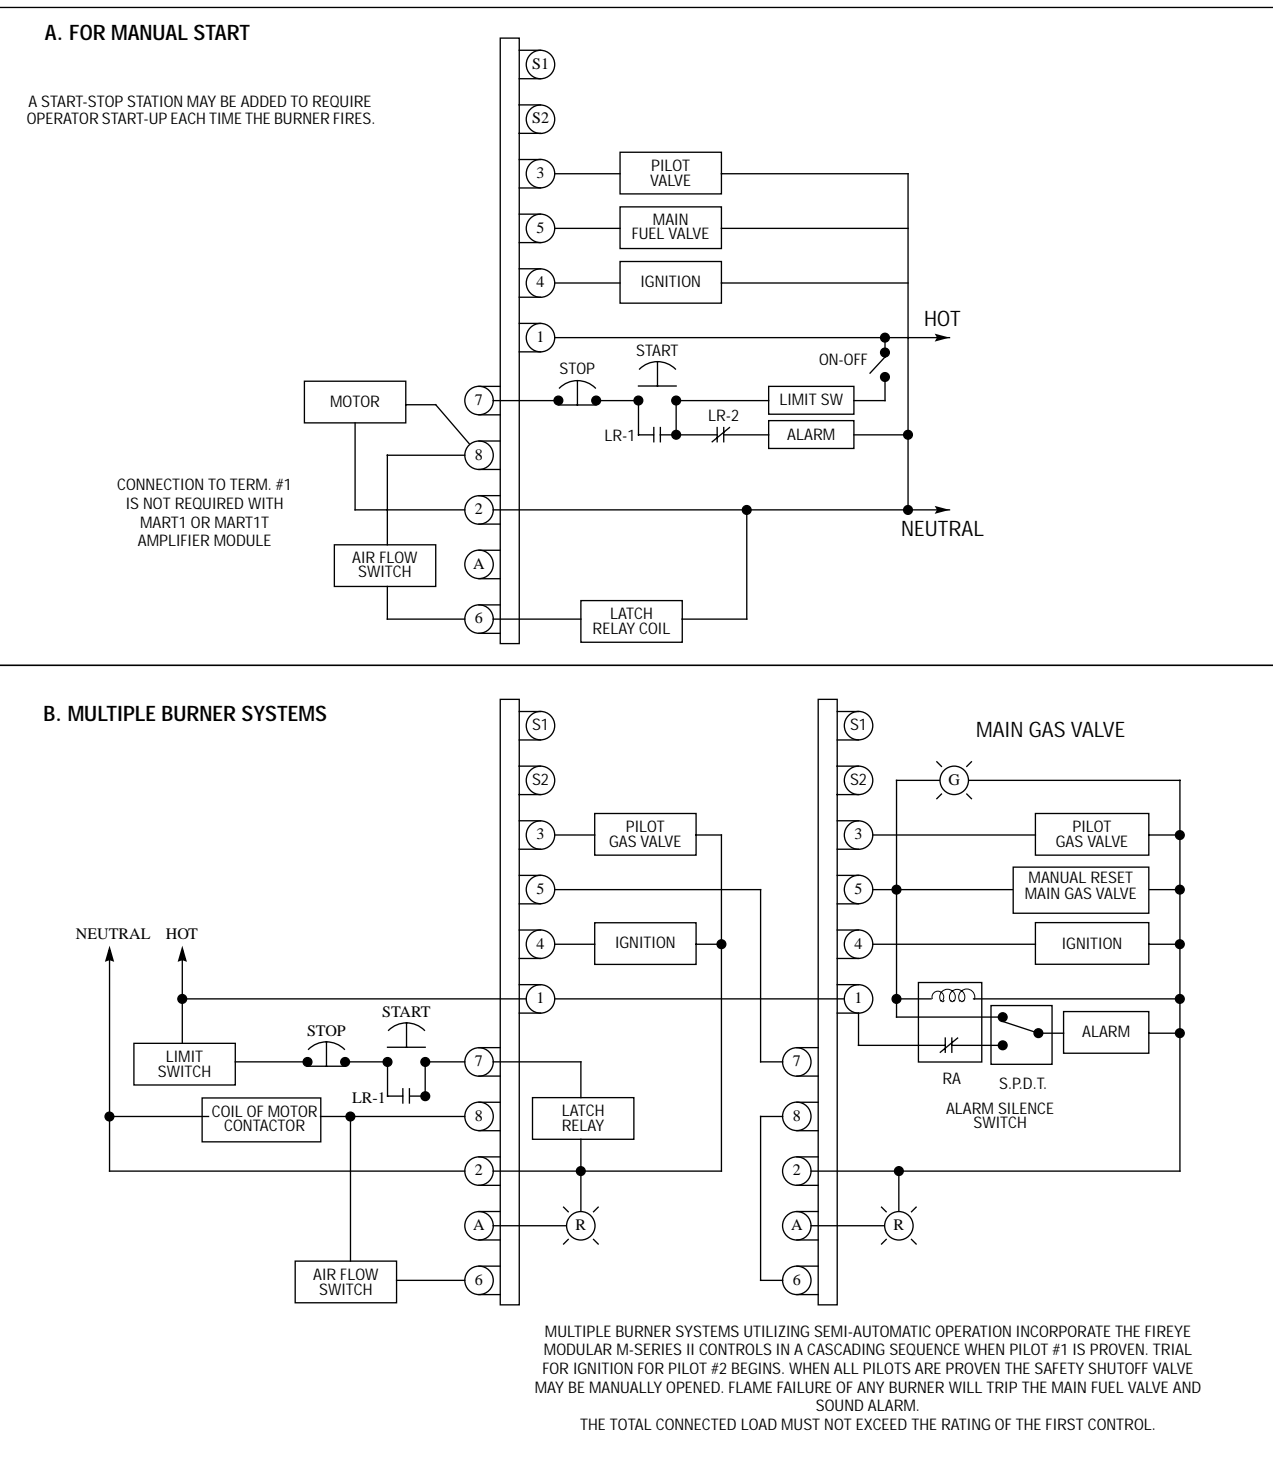 A. FOR MANUAL START
A START-STOP STATION MAY BE ADDED TO REQUIRE
OPERATOR START-UP EACH TIME THE BURNER FIRES.
S1
S2
3
PILOT
VALVE
5
MAIN
FUEL VALVE
4
IGNITION
1
HOT
ON-OFF
START
STOP
MOTOR
7
LIMIT SW
LR-2
LR-1
ALARM
8
CONNECTION TO TERM. #1
IS NOT REQUIRED WITH
MART1 OR MART1T
AMPLIFIER MODULE
2
NEUTRAL
AIR FLOW
SWITCH
A
6
LATCH
RELAY COIL
B. MULTIPLE BURNER SYSTEMS
S1
S2
3
PILOT
GAS VALVE
5
4
IGNITION
NEUTRAL
HOT
1
START
STOP
LIMIT
SWITCH
7
LR-1
COIL OF MOTOR
CONTACTOR
8
LATCH
RELAY
2
A
R
AIR FLOW
SWITCH
6
S1
MAIN GAS VALVE
S2
G
3
PILOT
GAS VALVE
5
MANUAL RESET
MAIN GAS VALVE
4
IGNITION
1
ALARM
7
RA
S.P.D.T.
ALARM SILENCE
SWITCH
8
2
A
R
6
MULTIPLE BURNER SYSTEMS UTILIZING SEMI-AUTOMATIC OPERATION INCORPORATE THE FIREYE
MODULAR M-SERIES II CONTROLS IN A CASCADING SEQUENCE WHEN PILOT #1 IS PROVEN. TRIAL
FOR IGNITION FOR PILOT #2 BEGINS. WHEN ALL PILOTS ARE PROVEN THE SAFETY SHUTOFF VALVE
MAY BE MANUALLY OPENED. FLAME FAILURE OF ANY BURNER WILL TRIP THE MAIN FUEL VALVE AND
SOUND ALARM.
THE TOTAL CONNECTED LOAD MUST NOT EXCEED THE RATING OF THE FIRST CONTROL.